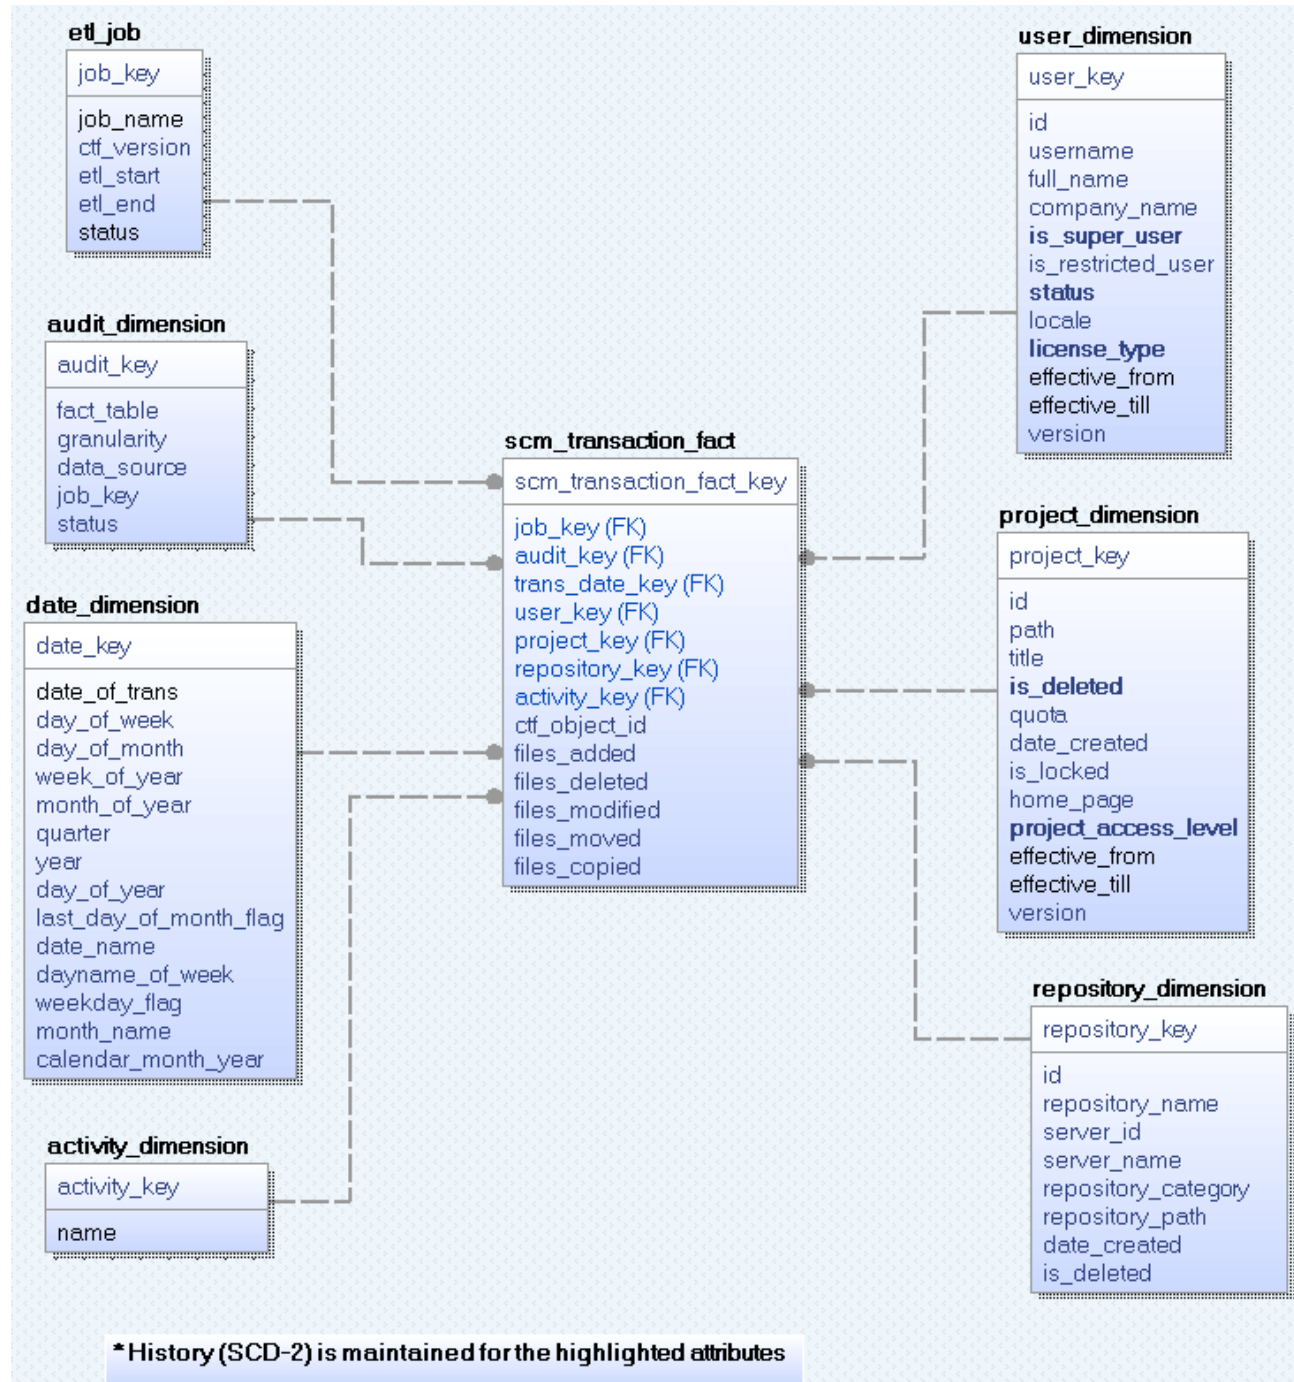 etl_job
job_key
job_name
ctf_version
etl_start
etl_end
status
audit_dimension
audit_key
fact_table
granularity
data_source
job_key
status
date_dimension
date_key
date_of_trans
day_of_week
day_of_month
week_of_year
month_of_year
quarter
year
day_of_year
last_day_of_month_flag
date_name
dayname_of_week
weekday_flag
month_name
calendar_month_year
activity_dimension
activity_key
name
scm_transaction_fact
scm_transaction_fact_key
job_key (FK)
audit_key (FK)
trans_date_key (FK)
user_key (FK)
project_key (FK)
repository_key (FK)
activity_key (FK)
ctf_object_id
files_added
files_deleted
files_modified
files_moved
files_copied
user_dimension
user_key
id
username
full_name
company_name
is_super_user
is_restricted_user
status
locale
license_type
effective_from
effective_till
version
project_dimension
project_key
id
path
title
is_deleted
quota
date_created
is_locked
home_page
project_access_level
effective_from
effective_till
version
repository_dimension
repository_key
id
repository_name
server_id
server_name
repository_category
repository_path
date_created
is_deleted
* History (SCD-2) is maintained for the highlighted attributes